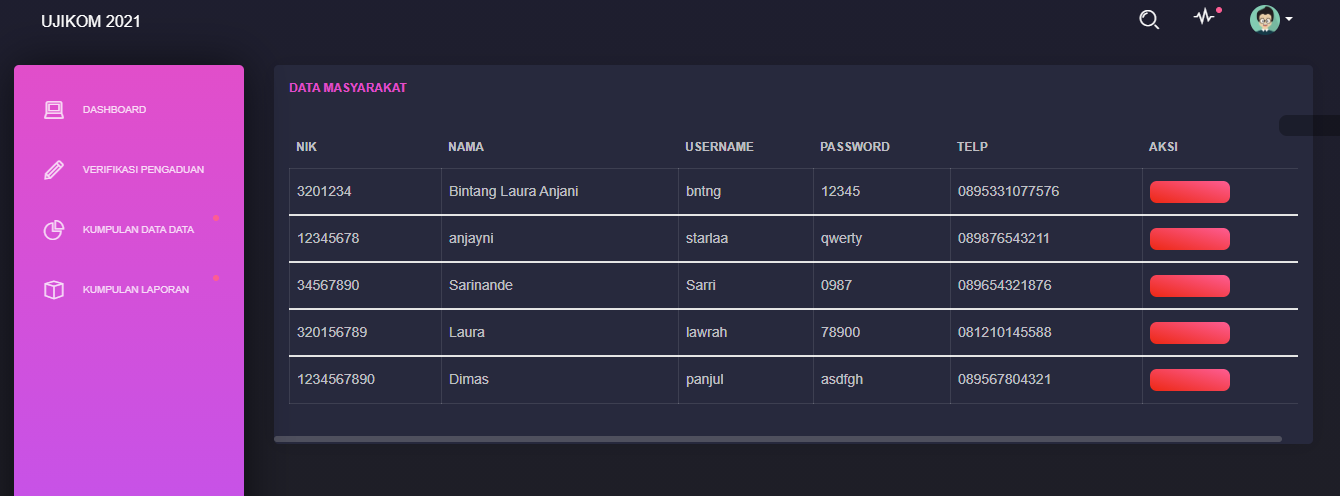 UJIKOM 2021
DASHBOARD
VERIFIKASI PENGADUAN
KUMPULAN DATA DATA
KUMPULAN LAPORAN
DATA MASYARAKAT
NIK NAMA USERNAME PASSWORD TELP AKSI
3201234 Bintang Laura Anjani bntng 12345 0895331077576
12345678 anjayni starlaa qwerty 089876543211
34567890 Sarinande Sarri 0987 089654321876
320156789 Laura lawrah 78900 081210145588
1234567890 Dimas panjul asdfgh 089567804321